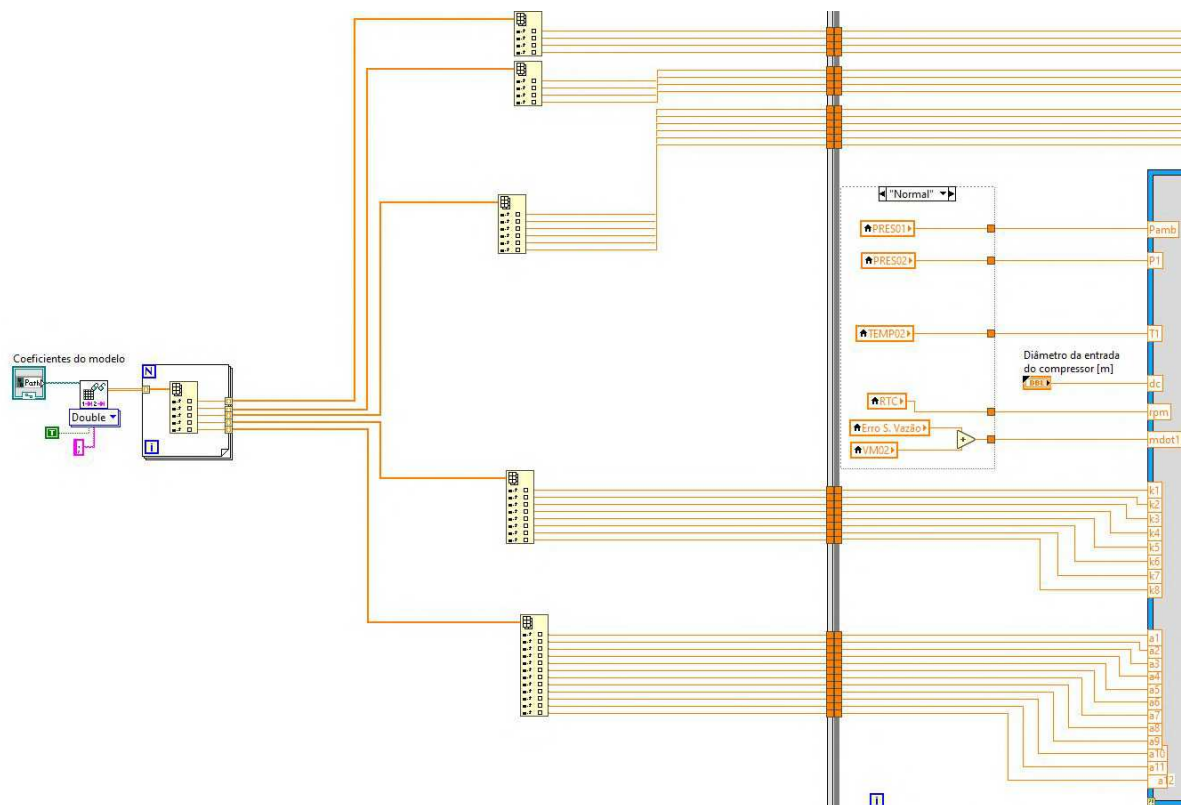 "Normal"
PRES01
Pamb
PRES02
P1
Coeficientes do modelo
Path
N
TEMP02
T1
Diâmetro da entrada
do compressor [m]
DBL
dc
Double
RTC
rpm
T
i
Erro S. Vazão
+
VM02
mdot1
k1
k2
k3
k4
k5
k6
k7
k8
a1
a2
a3
a4
a5
a6
a7
a8
a9
a10
a11
a12
i